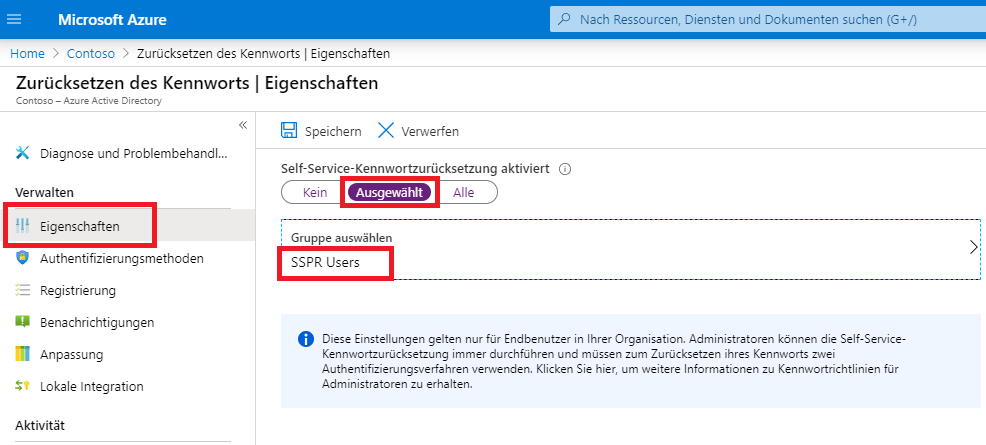 Microsoft Azure
Nach Ressourcen, Diensten und Dokumenten suchen (G+/)
Home > Contoso > Zurücksetzen des Kennworts | Eigenschaften
Zurücksetzen des Kennworts | Eigenschaften
Contoso – Azure Active Directory
«
Diagnose und Problembehandl...
Verwalten
Eigenschaften
Authentifizierungsmethoden
Registrierung
Benachrichtigungen
Anpassung
Lokale Integration
Aktivität
Speichern Verwerfen
Self-Service-Kennwortzurücksetzung aktiviert
Kein Ausgewählt Alle
Gruppe auswählen
SSPR Users
Diese Einstellungen gelten nur für Endbenutzer in Ihrer Organisation. Administratoren können die Self-Service-
Kennwortzurücksetzung immer durchführen und müssen zum Zurücksetzen ihres Kennworts zwei
Authentifizierungsverfahren verwenden. Klicken Sie hier, um weitere Informationen zu Kennwortrichtlinien für
Administratoren zu erhalten.